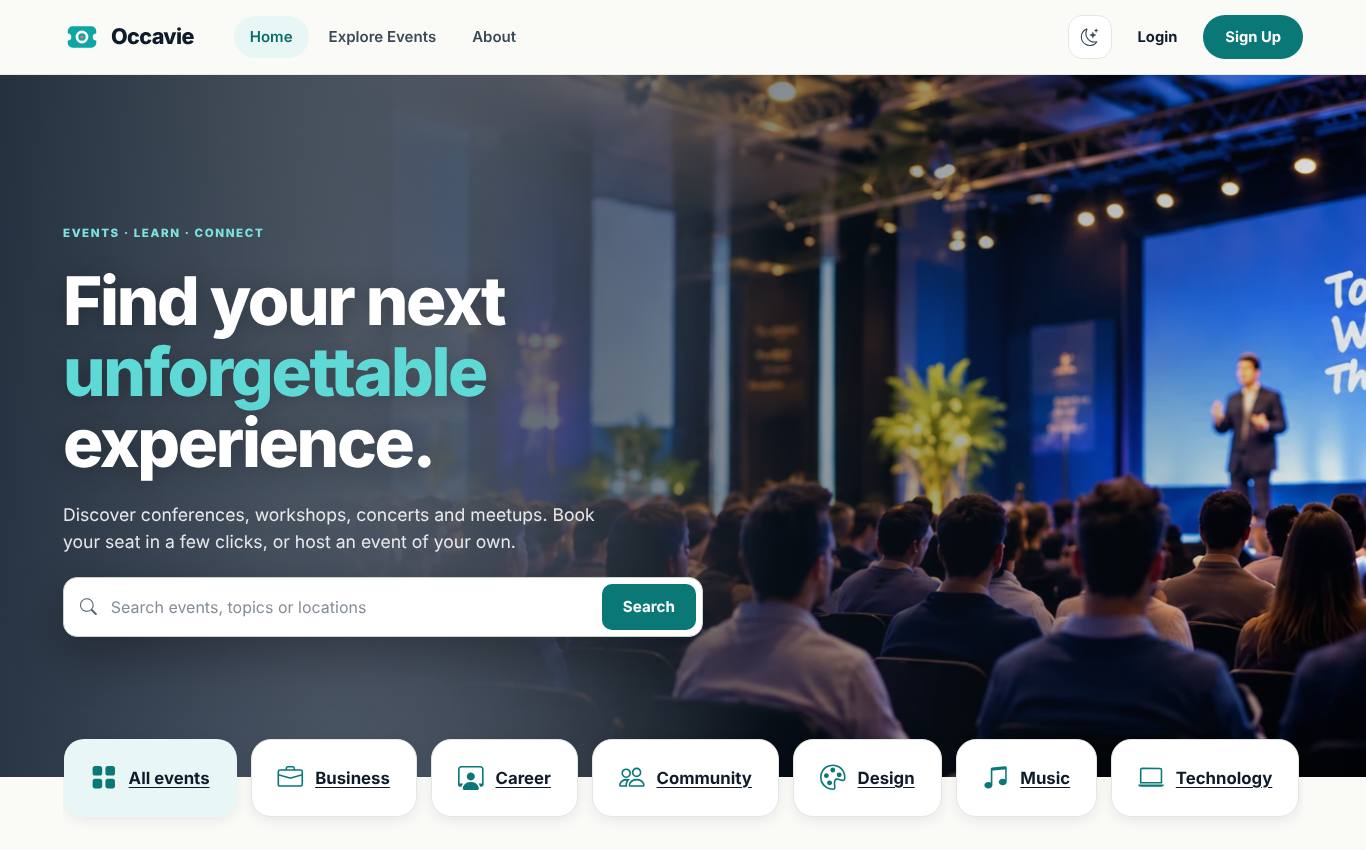 Occavie
Home
Explore Events
About
Login
Sign Up
EVENTS · LEARN · CONNECT
Find your next
unforgettable
experience.
Discover conferences, workshops, concerts and meetups. Book
your seat in a few clicks, or host an event of your own.
Search events, topics or locations
Search
All events
Business
Career
Community
Design
Music
Technology